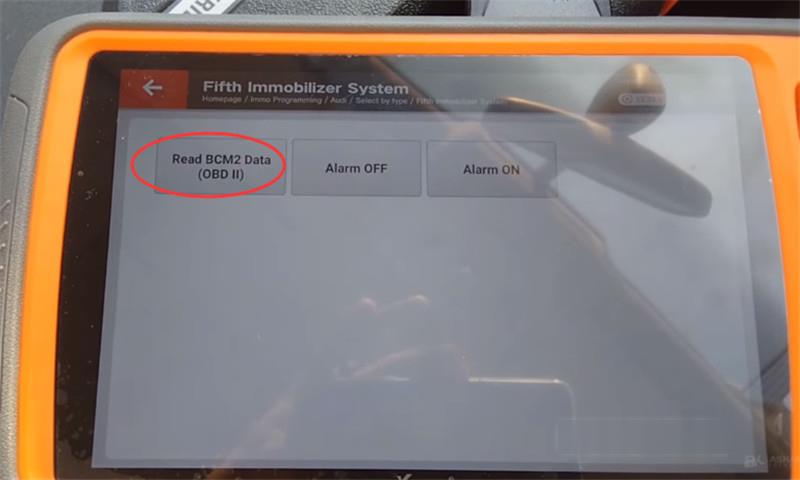 Fifth Immobilizer System
Homepage / Immo Programming / Audi / Select by type / Fifth Immobilizer System
Read BCM2 Data
(OBD II)
Alarm OFF
Alarm ON